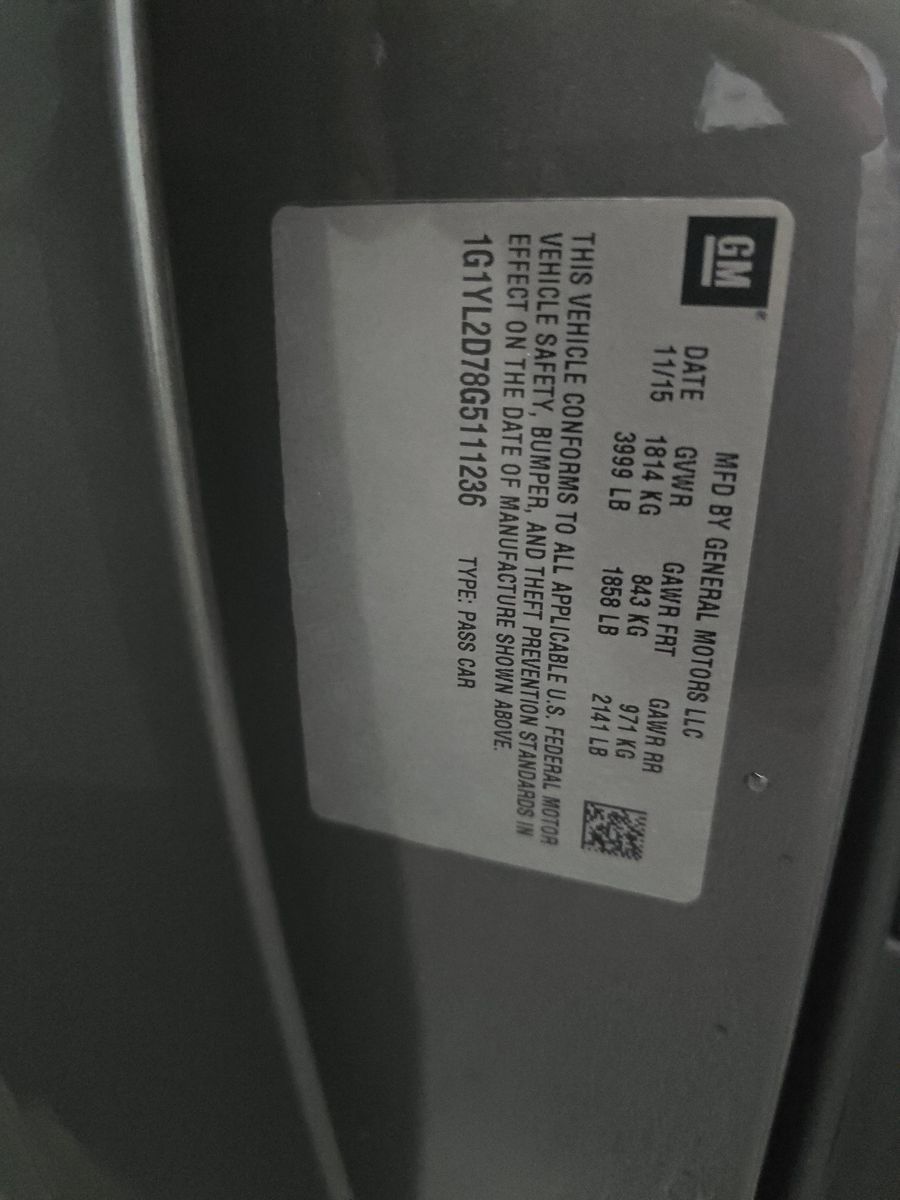 GM
MFD BY GENERAL MOTORS LLC
DATE GVWR GAWR FRT GAWR RR
11/15 1814 KG 843 KG 971 KG
3999 LB 1858 LB 2141 LB
THIS VEHICLE CONFORMS TO ALL APPLICABLE U.S. FEDERAL MOTOR
VEHICLE SAFETY, BUMPER, AND THEFT PREVENTION STANDARDS IN
EFFECT ON THE DATE OF MANUFACTURE SHOWN ABOVE.
1G1YL2D78G5111236 TYPE: PASS CAR